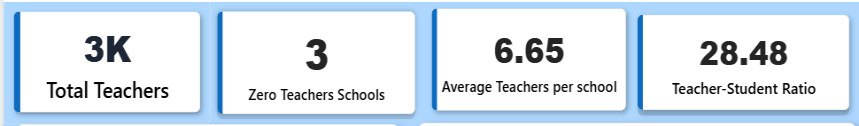 3K
Total Teachers
3
Zero Teachers Schools
6.65
Average Teachers per school
28.48
Teacher-Student Ratio